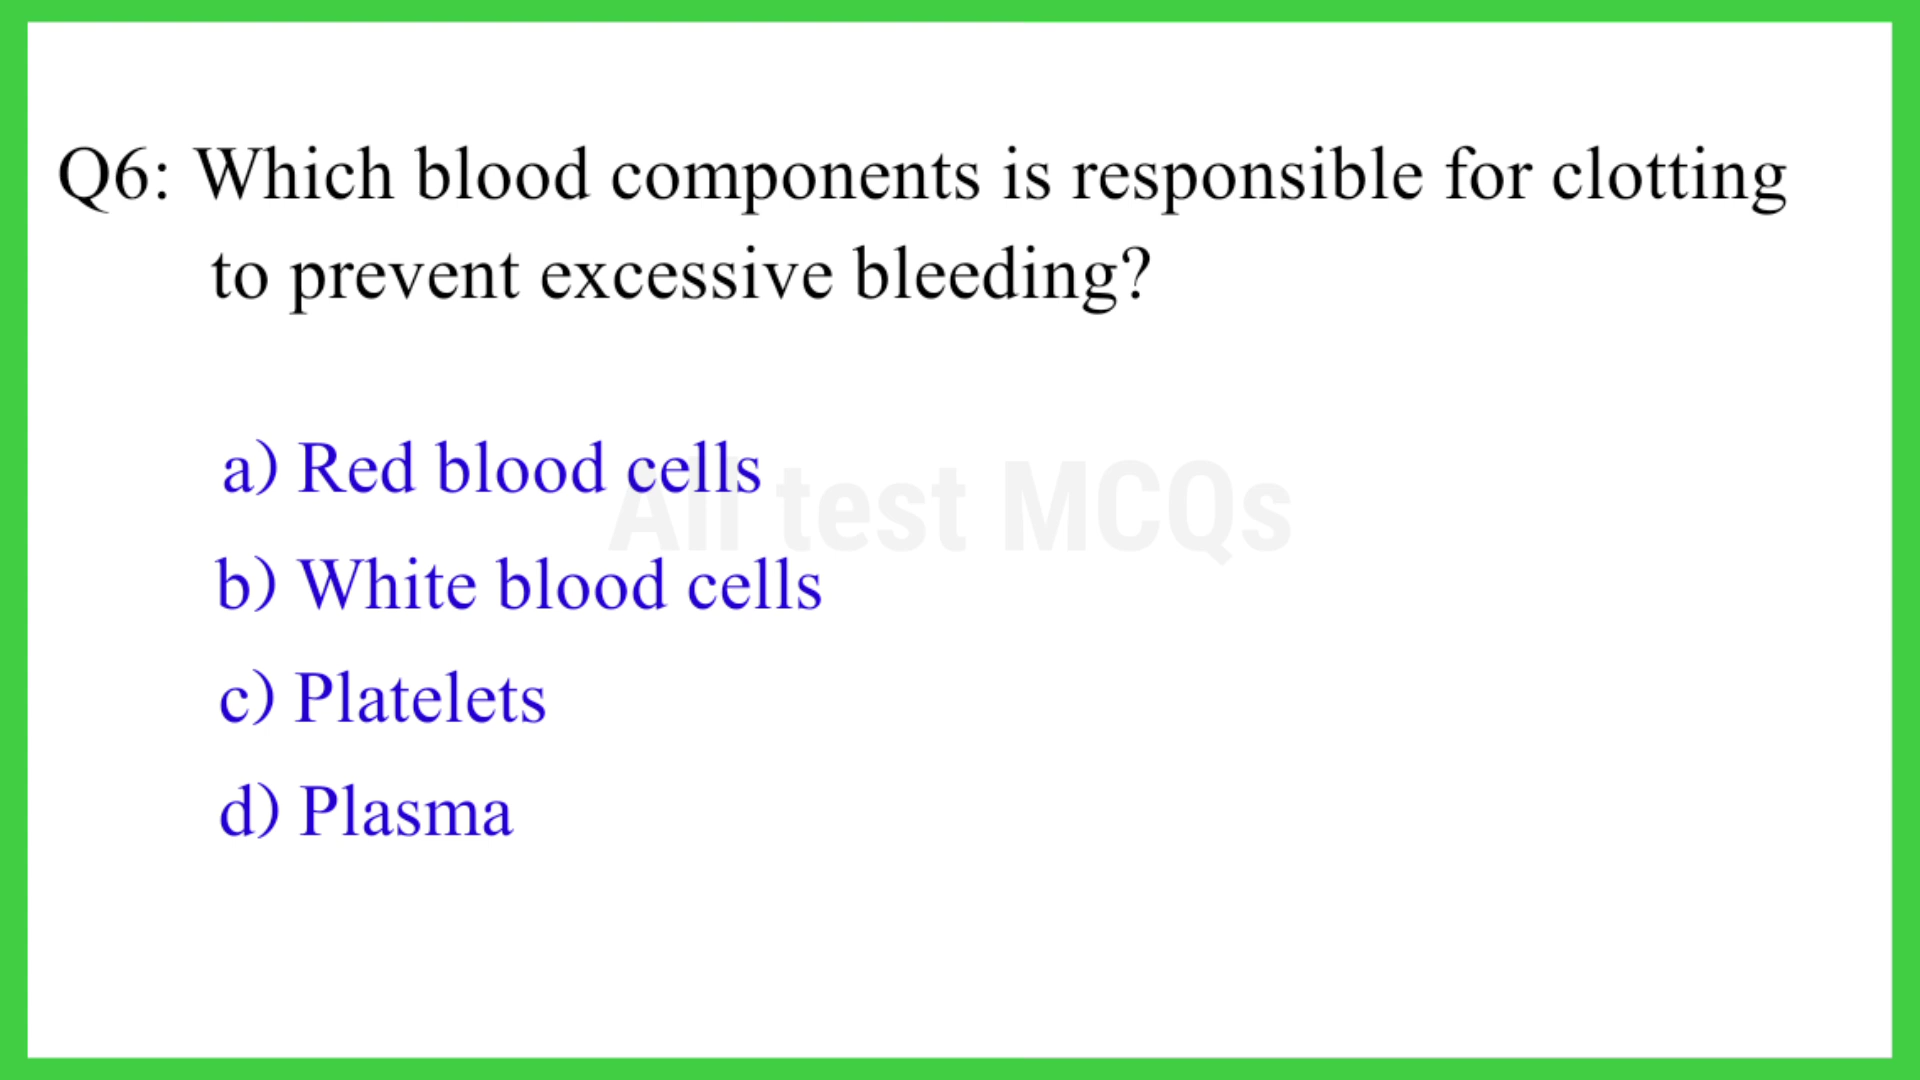 Q6: Which blood components is responsible for clotting
to prevent excessive bleeding?
a) Red blood cells
All test MCQs
b) White blood cells
c) Platelets
d) Plasma